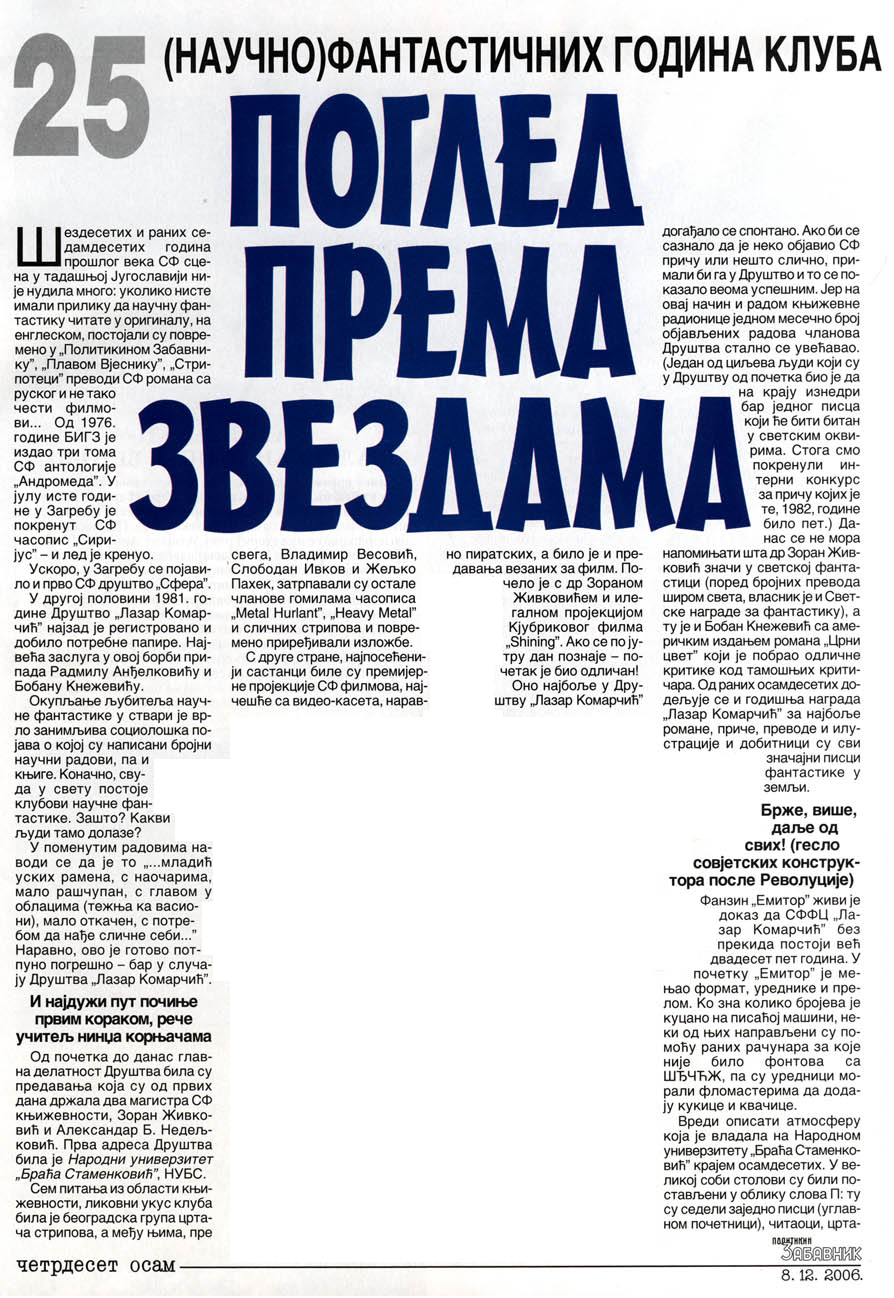 25
(НАУЧНО)ФАНТАСТИЧНИХ ГОДИНА КЛУБА
ПОГЛЕД
ПРЕМА
ЗВЕЗДАМА
Шездесетих и раних се-
дамдесетих година
прошлог века СФ сце-
на у тадашњој Југославији ни-
је нудила много: уколико нисте
имали прилику да научну фан-
тастику читате у оригиналу, на
енглеском, постојали су повре-
мено у „Политикином Забавни-
ку”, „Плавом Вјеснику”, „Стри-
потеци” преводи СФ романа са
руског и не тако
чести филмо-
ви... Од 1976.
године БИГЗ је
издао три тома
СФ антологије
„Андромеда”. У
јулу исте годи-
не у Загребу је
покренут СФ
часопис „Сири-
јус” – и лед је кренуо.
Ускоро, у Загребу се појави-
ло и прво СФ друштво „Сфера”.
У другој половини 1981. го-
дине Друштво „Лазар Комар-
чић” најзад је регистровано и
добило потребне папире. Нај-
већа заслуга у овој борби при-
пада Радмилу Анђелковићу и
Бобану Кнежевићу.
Окупљање љубитеља науч-
не фантастике у ствари је вр-
ло занимљива социолошка по-
јава о којој су написани бројни
научни радови, па и
књиге. Коначно, сву-
да у свету постоје
клубови научне фан-
тастике. Зашто? Какви
људи тамо долазе?
У поменутим радовима на-
води се да је то „...младић
уских рамена, с наочарима,
мало рашчупан, с главом у
облацима (тежња ка васио-
ни), мало откачен, с потре-
бом да нађе сличне себи...”
Наравно, ово је готово пот-
пуно погрешно – бар у случа-
ју Друштва „Лазар Комарчић”.
И најдужи пут почиње
првим кораком, рече
учитељ нинџа корњачама
Од почетка до данас глав-
на делатност Друштва била су
предавања која су од првих
дана држала два магистра СФ
књижевности, Зоран Живко-
вић и Александар Б. Недељ-
ковић. Прва адреса Друштва
била је Народни универзитет
„Браћа Стаменковић”, НУБС.
Сем питања из области књи-
жевности, ликовни укус клуба
била је београдска група црта-
ча стрипова, а међу њима, пре
свега, Владимир Весовић,
Слободан Ивков и Жељко
Пахек, затрпавали су остале
чланове гомилама часописа
„Metal Hurlant”, „Heavy Metal”
и сличних стрипова и повре-
мено приређивали изложбе.
С друге стране, најпосећени-
ји састанци биле су премијер-
не пројекције СФ филмова, нај-
чешће са видео-касета, нарав-
но пиратских, а било је и пре-
давања везаних за филм. По-
чело је с др Зораном
Живковићем и иле-
галном пројекцијом
Кјубриковог филма
„Shining”. Ако се по ју-
тру дан познаје – по-
четак је био одличан!
Оно најбоље у Дру-
штву „Лазар Комарчић”
догађало се спонтано. Ако би се
сазнало да је неко објавио СФ
причу или нешто слично, при-
мали би га у Друштво и то се по-
казало веома успешним. Јер на
овај начин и радом књижевне
радионице једном месечно број
објављених радова чланова
Друштва стално се увећавао.
(Један од циљева људи који су
у Друштву од почетка био је да
на крају изнедри
бар једног писца
који ће бити битан
у светским окви-
рима. Стога смо
покренули ин-
терни конкурс
за причу којих је
те, 1982, године
било пет.) Да-
нас се не мора
напомињати шта др Зоран Жив-
ковић значи у светској фанта-
стици (поред бројних превода
широм света, власник је и Свет-
ске награде за фантастику), а
ту је и Бобан Кнежевић са аме-
ричким издањем романа „Црни
цвет” који је побрао одличне
критике код тамошњих крити-
чара. Од раних осамдесетих до-
дељује се и годишња награда
„Лазар Комарчић” за најбоље
романе, приче, преводе и илу-
страције и добитници су сви
значајни писци
фантастике у
земљи.
Брже, више,
даље од
свих! (гесло
совјетских конструк-
тора после Револуције)
Фанзин „Емитор” живи је
доказ да СФФЦ „Ла-
зар Комарчић” без
прекида постоји већ
двадесет пет година. У
почетку „Емитор” је ме-
њао формат, уреднике и пре-
лом. Ко зна колико бројева је
куцано на писаћој машини, не-
ки од њих направљени су по-
моћу раних рачунара за које
није било фонтова са
ШЂЧЋЖ, па су уредници мо-
рали фломастерима да дода-
ју кукице и квачице.
Вреди описати атмосферу
која је владала на Народном
универзитету „Браћа Стаменко-
вић” крајем осамдесетих. У ве-
ликој соби столови су били по-
стављени у облику слова П: ту
су седели заједно писци (углав-
ном почетници), читаоци, црта-
четрдесет осам
ПОЛИТИКИН
ЗАБАВНИК
8. 12. 2006.